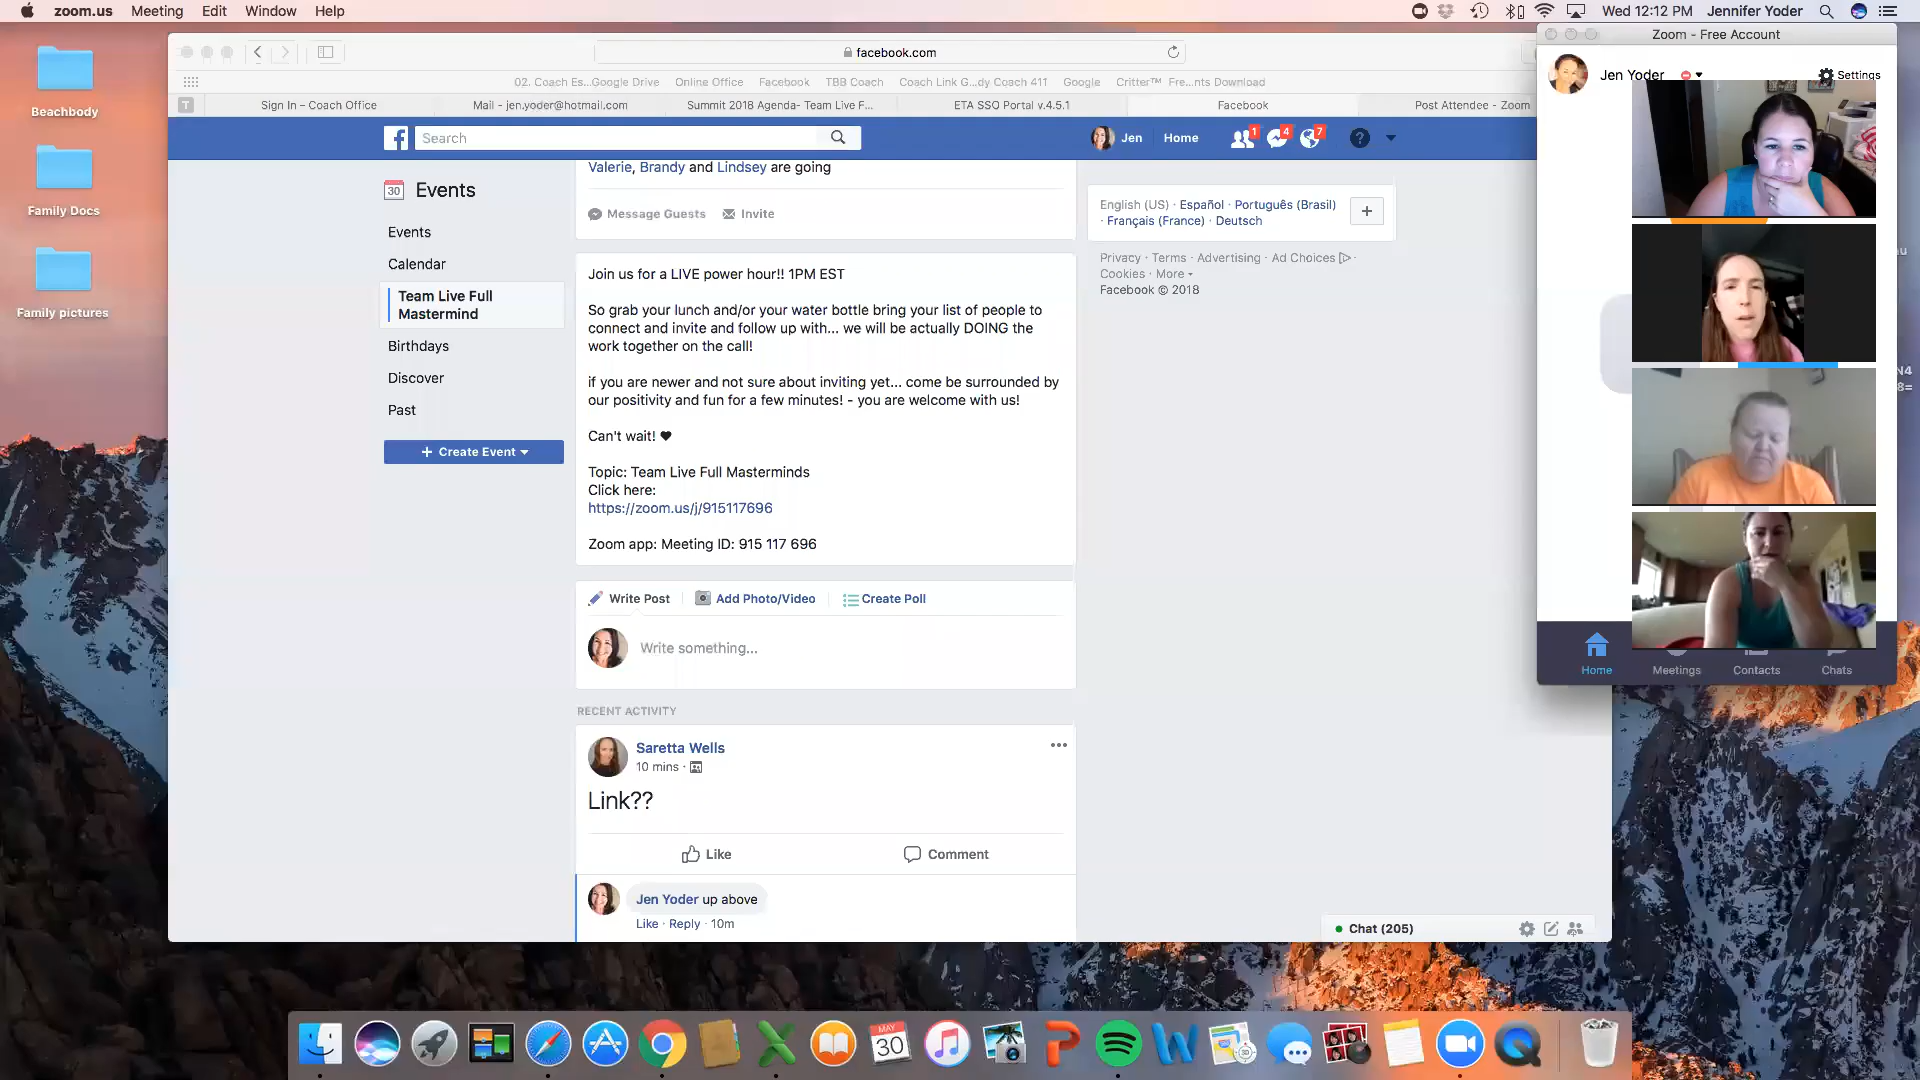 zoom.us Meeting Edit Window Help
Wed 12:12 PM Jennifer Yoder
Beachbody
Family Docs
Family pictures
facebook.com
02. Coach Es...Google Drive Online Office Facebook TBB Coach Coach Link G...dy Coach 411 Google Critter™ Fre...nts Download
T Sign In – Coach Office Mail - jen.yoder@hotmail.com Summit 2018 Agenda- Team Live F... ETA SSO Portal v.4.5.1 Facebook Post Attendee - Zoom
Search
Jen Home 1 4 7 ?
30 Events
Events
Calendar
Team Live Full
Mastermind
Birthdays
Discover
Past
+ Create Event
Valerie, Brandy and Lindsey are going
Message Guests Invite
Join us for a LIVE power hour!! 1PM EST
So grab your lunch and/or your water bottle bring your list of people to
connect and invite and follow up with... we will be actually DOING the
work together on the call!
if you are newer and not sure about inviting yet... come be surrounded by
our positivity and fun for a few minutes! - you are welcome with us!
Can't wait! ♥
Topic: Team Live Full Masterminds
Click here:
https://zoom.us/j/915117696
Zoom app: Meeting ID: 915 117 696
Write Post Add Photo/Video Create Poll
Write something...
RECENT ACTIVITY
Saretta Wells
10 mins ·
Link??
Like Comment
Jen Yoder up above
Like · Reply · 10m
English (US) · Español · Português (Brasil)
· Français (France) · Deutsch
Privacy · Terms · Advertising · Ad Choices ·
Cookies · More
Facebook © 2018
Chat (205)
Zoom - Free Account
Jen Yoder Settings
Home Meetings Contacts Chats
MAY
30